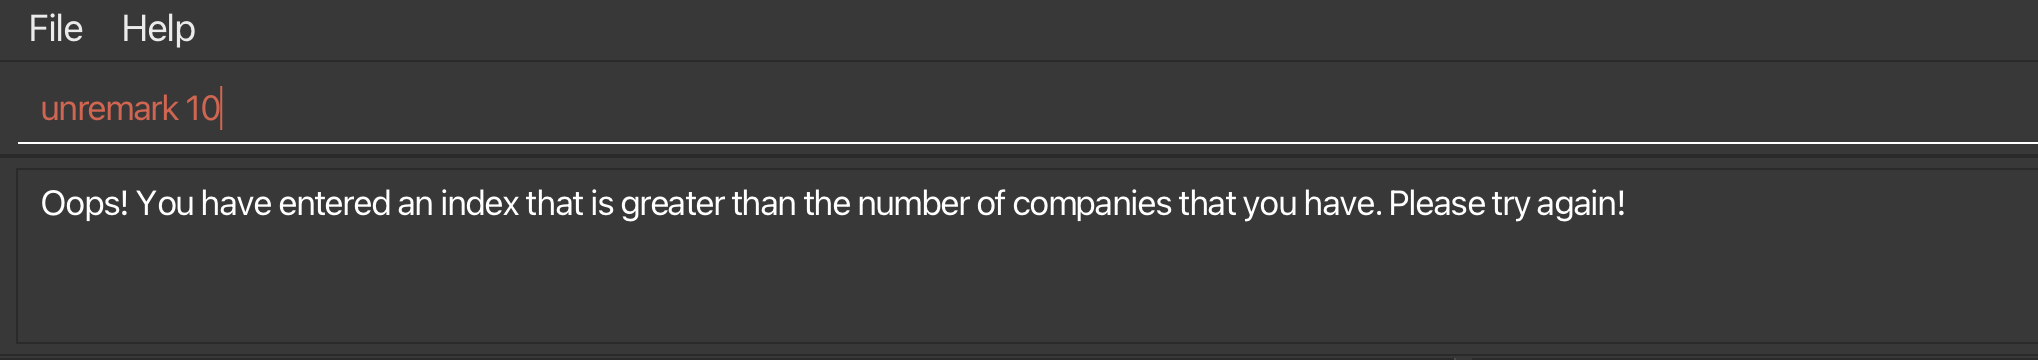 File Help
unremark 10
Oops! You have entered an index that is greater than the number of companies that you have. Please try again!